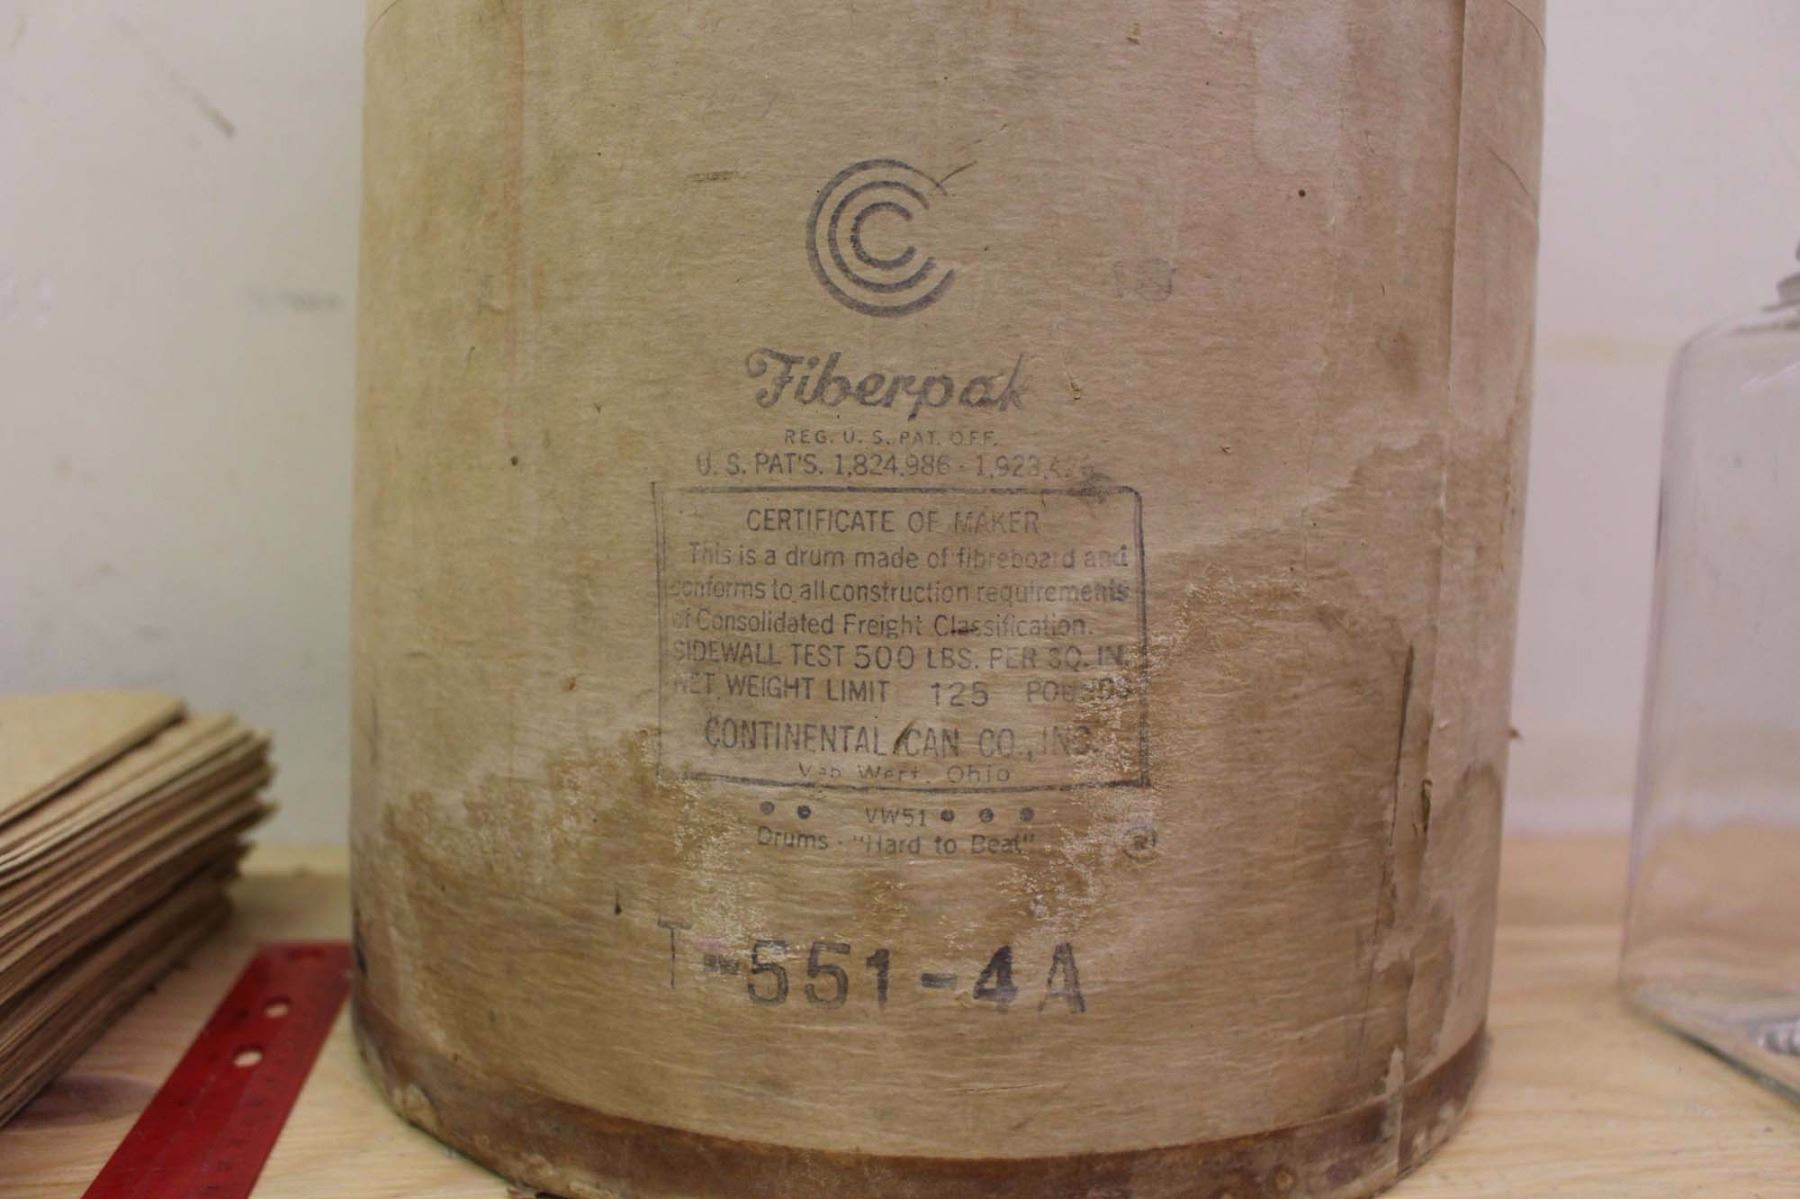 CCC
Fiberpak
REG. U. S. PAT. OFF.
U. S. PAT'S. 1,824,986 - 
CERTIFICATE OF MAKER
This is a drum made of fibreboard and
conforms to all construction requirements
of Consolidated Freight Classification.
SIDEWALL TEST 500 LBS. PER SQ. IN.
NET WEIGHT LIMIT 125 POUNDS
CONTINENTAL CAN CO., INC.
Van Wert, Ohio
VW51
Drums - "Hard to Beat" ®
T-551-4A